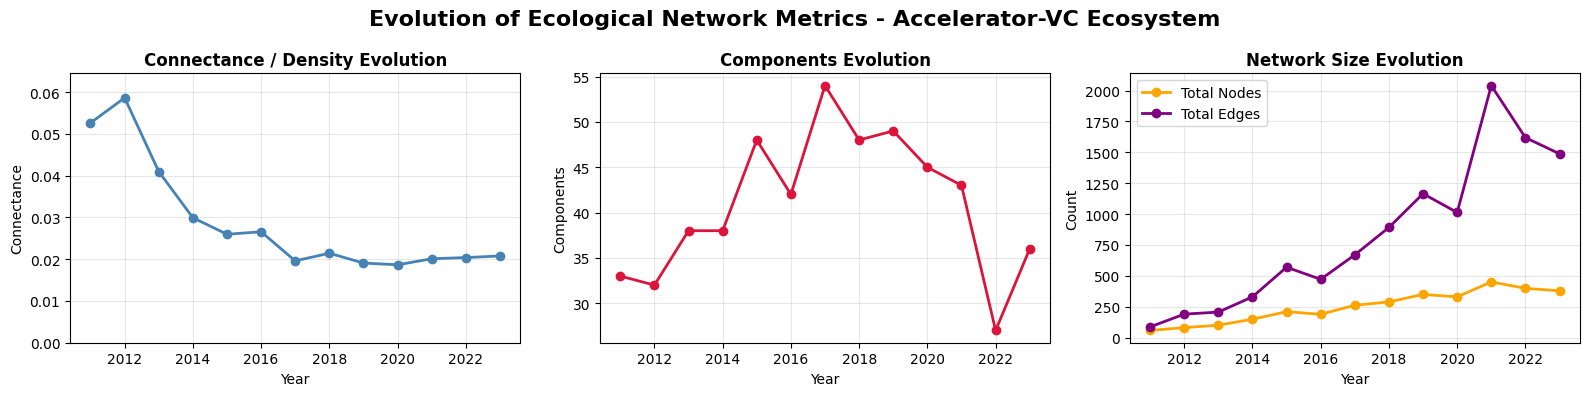 Evolution of Ecological Network Metrics - Accelerator-VC Ecosystem
Connectance / Density Evolution
Connectance
0.06
0.05
0.04
0.03
0.02
0.01
0.00
2012 2014 2016 2018 2020 2022
Year
Components Evolution
Components
55
50
45
40
35
30
2012 2014 2016 2018 2020 2022
Year
Network Size Evolution
Total Nodes
Total Edges
Count
2000
1750
1500
1250
1000
750
500
250
0
2012 2014 2016 2018 2020 2022
Year